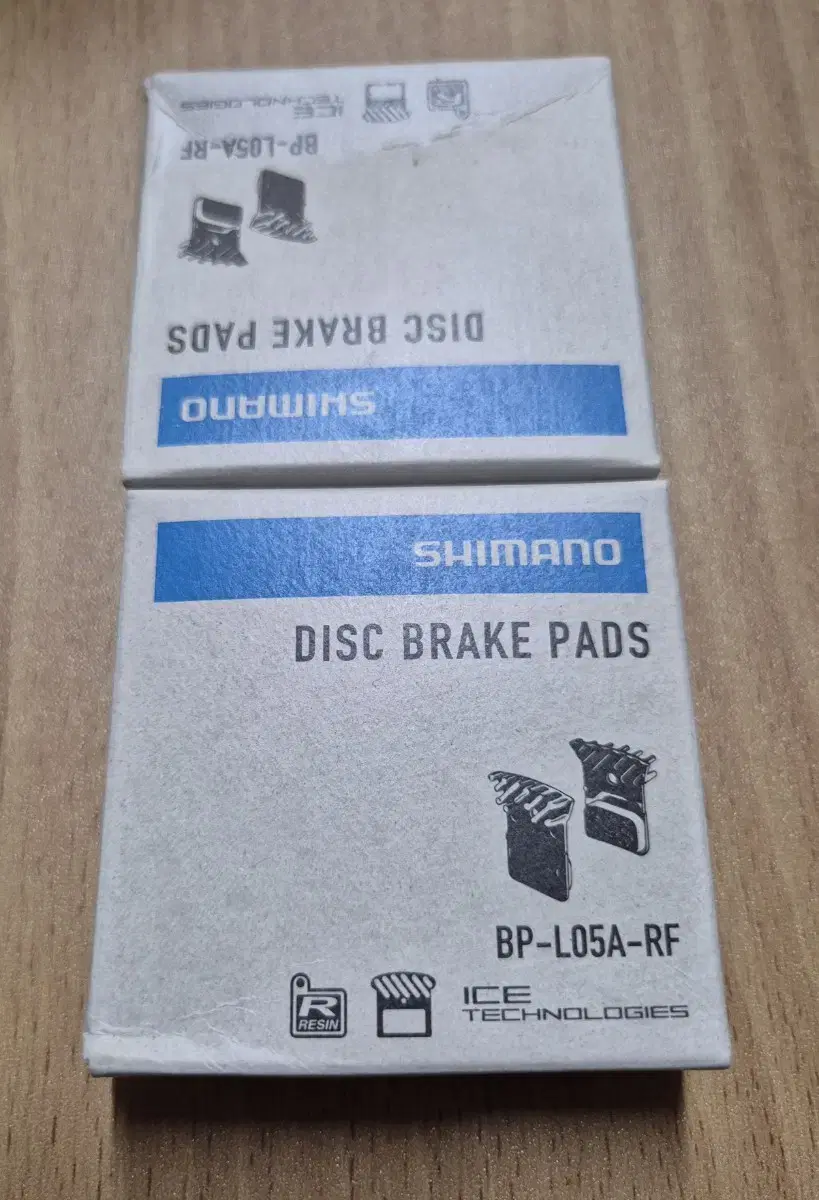 ICE
TECHNOLOGIES
BP-L05A-RF
DISC BRAKE PADS
SHIMANO
SHIMANO
DISC BRAKE PADS
BP-L05A-RF
R
RESIN
ICE
TECHNOLOGIES